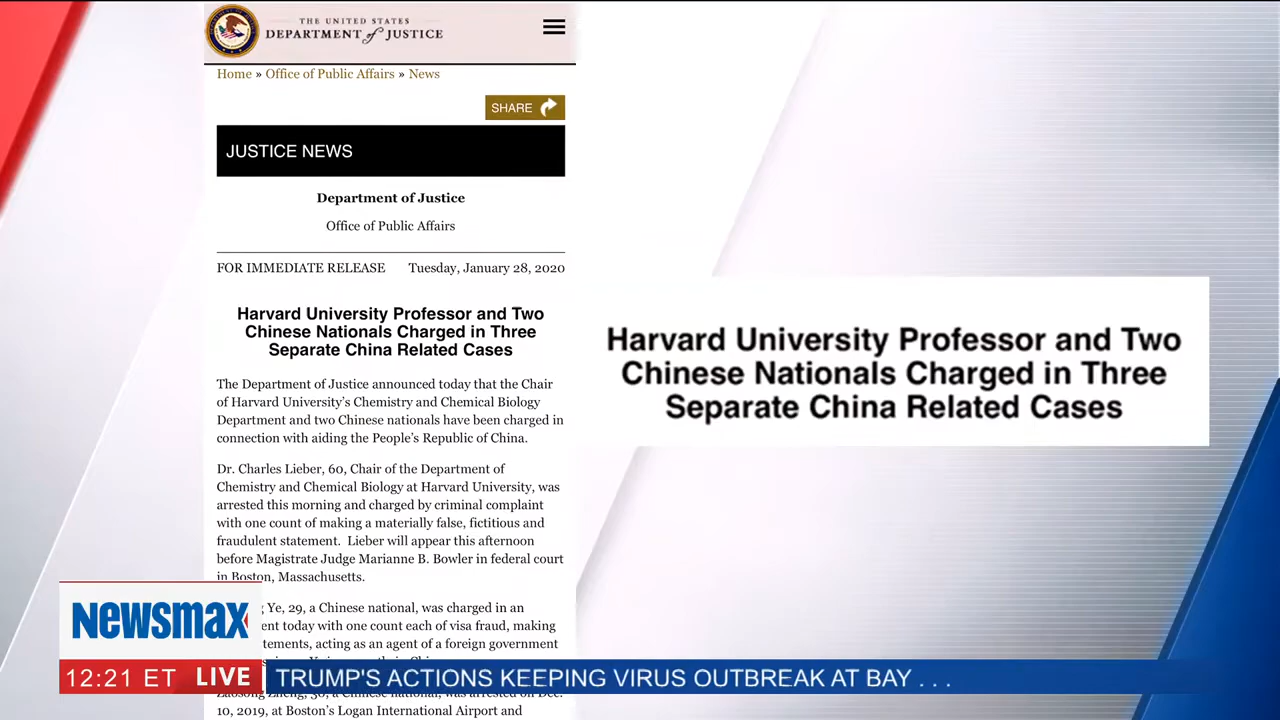 THE UNITED STATES
DEPARTMENT of JUSTICE
Home » Office of Public Affairs » News
SHARE
JUSTICE NEWS
Department of Justice
Office of Public Affairs
FOR IMMEDIATE RELEASE Tuesday, January 28, 2020
Harvard University Professor and Two
Chinese Nationals Charged in Three
Separate China Related Cases
The Department of Justice announced today that the Chair
of Harvard University's Chemistry and Chemical Biology
Department and two Chinese nationals have been charged in
connection with aiding the People's Republic of China.
Dr. Charles Lieber, 60, Chair of the Department of
Chemistry and Chemical Biology at Harvard University, was
arrested this morning and charged by criminal complaint
with one count of making a materially false, fictitious and
fraudulent statement. Lieber will appear this afternoon
before Magistrate Judge Marianne B. Bowler in federal court
in Boston, Massachusetts.
Ye, 29, a Chinese national, was charged in an
today with one count each of visa fraud, making
acting as an agent of a foreign government
Zaosong Zheng, 30, a Chinese national, was arrested on Dec.
10, 2019, at Boston's Logan International Airport and
Harvard University Professor and Two
Chinese Nationals Charged in Three
Separate China Related Cases
NEWSMAX
12:21 ET LIVE TRUMP'S ACTIONS KEEPING VIRUS OUTBREAK AT BAY . . .